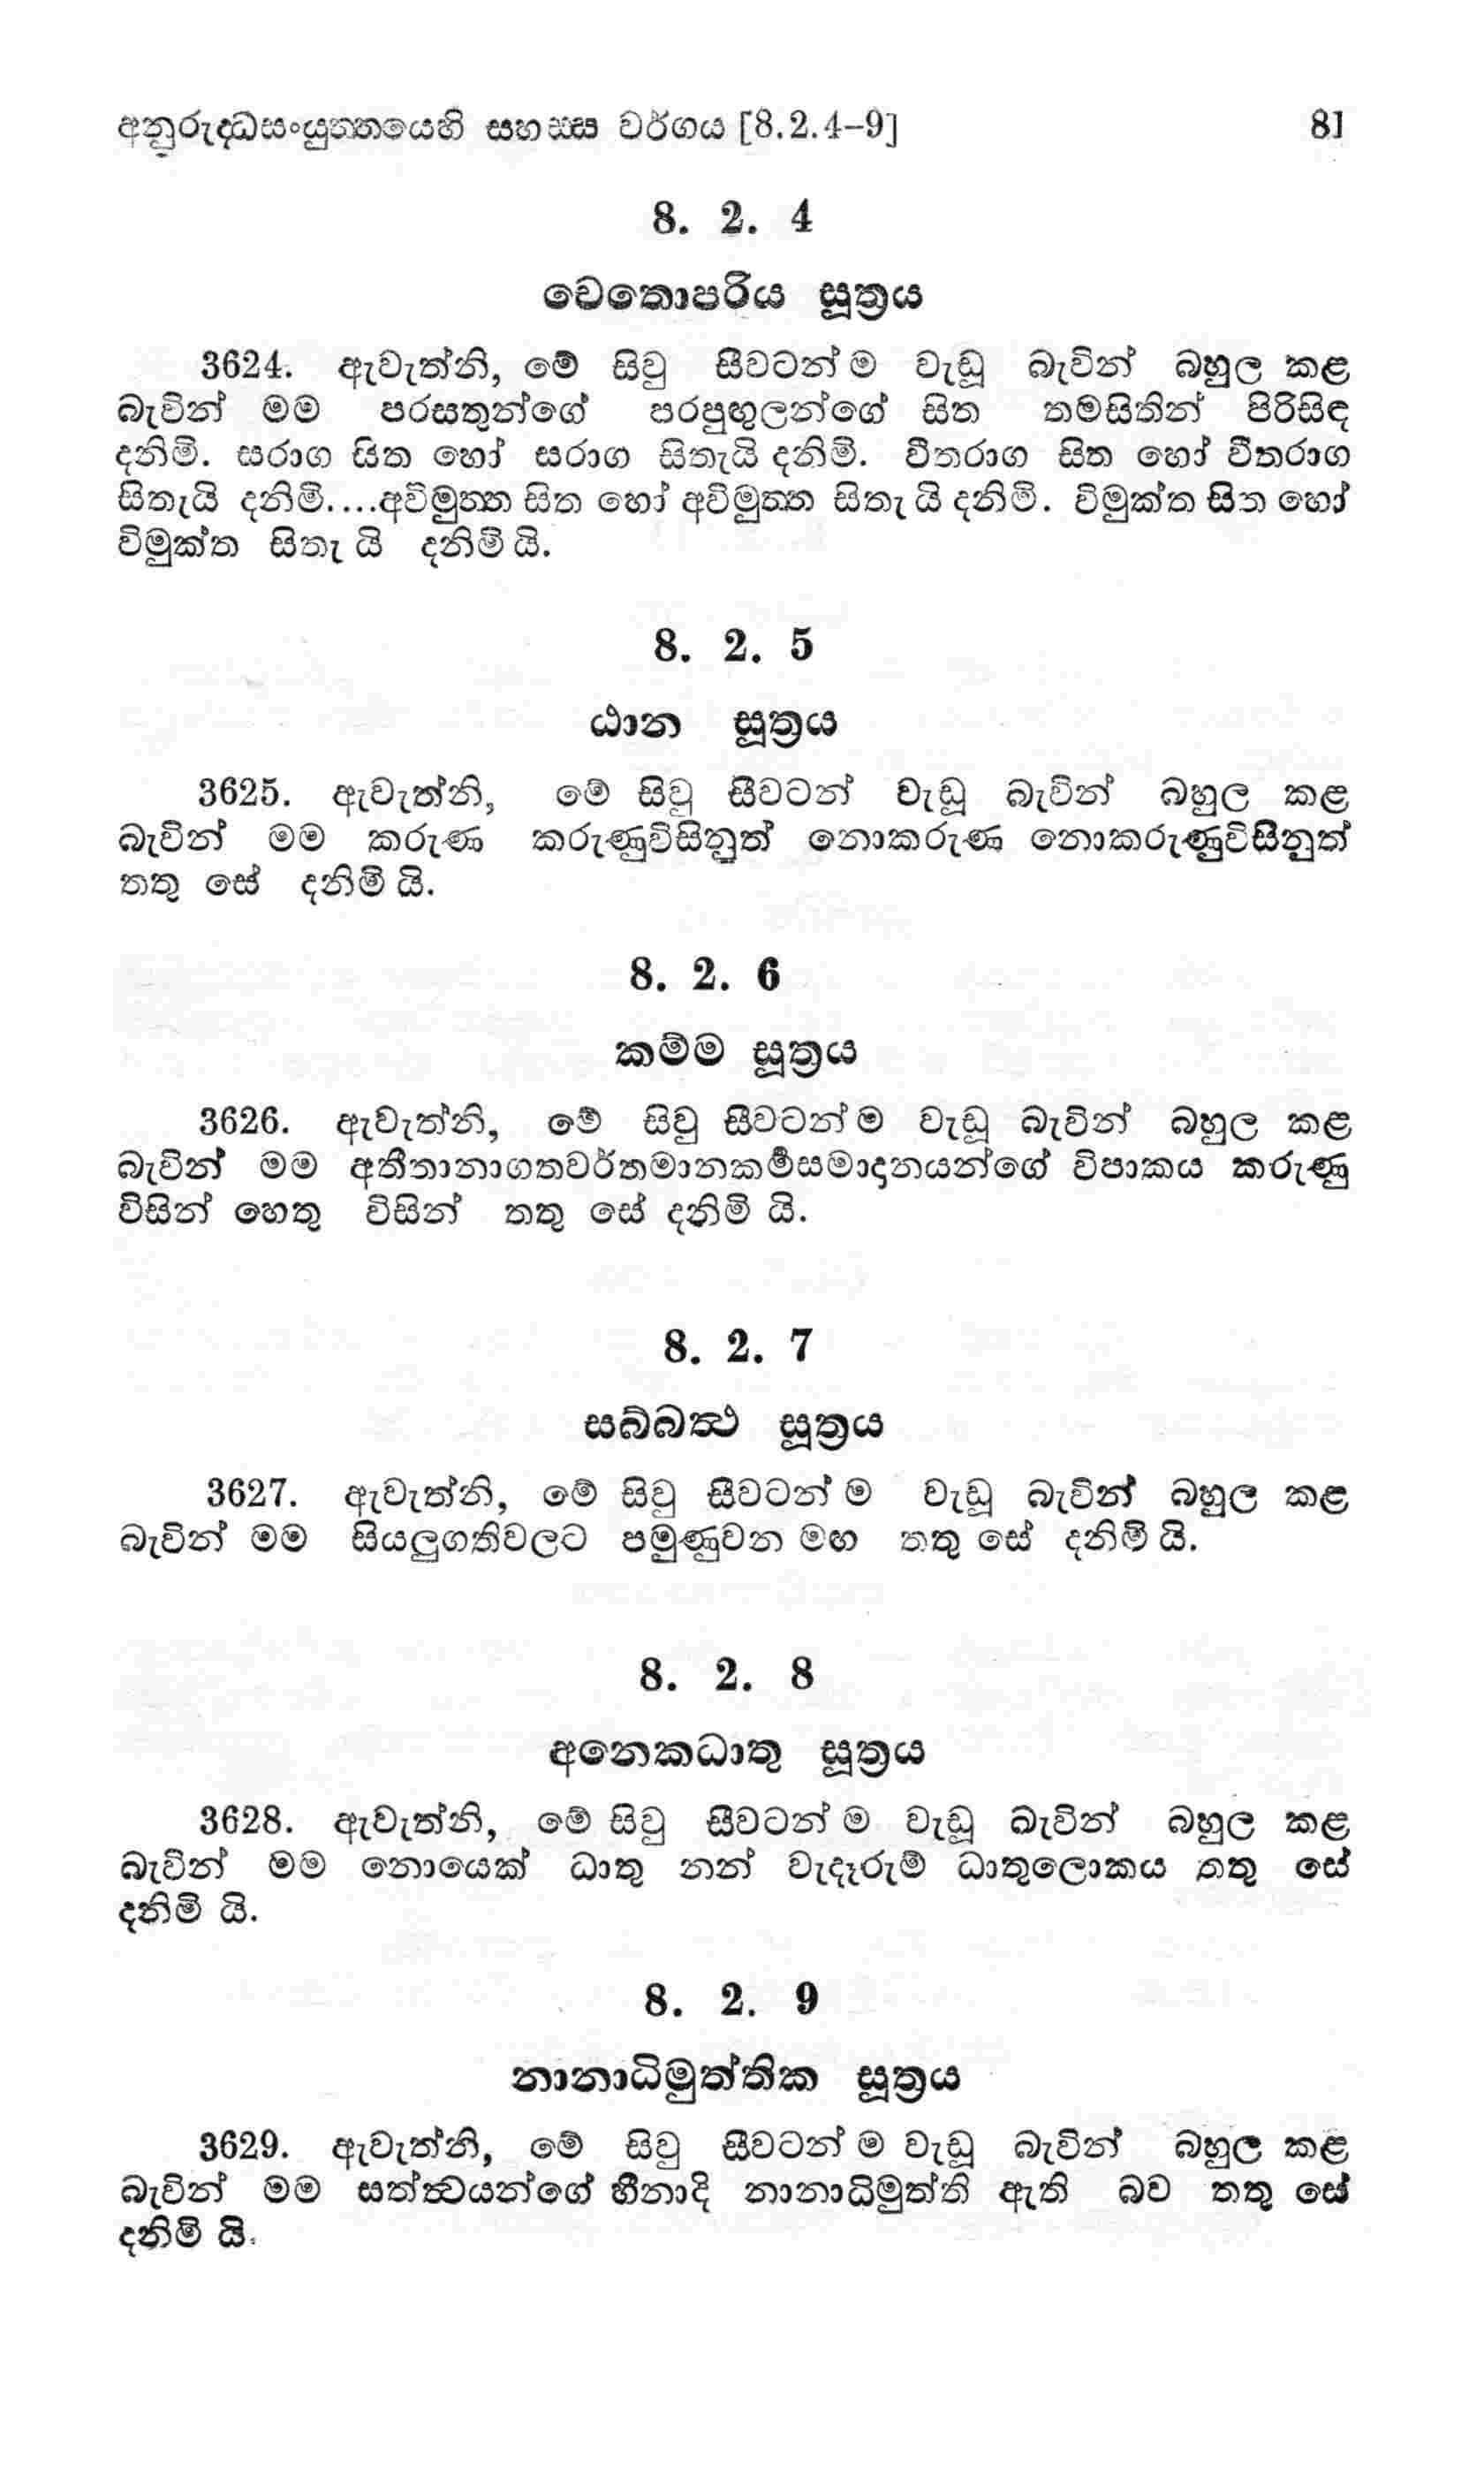 අනුරුද්ධසංයුත්තයෙහි සහස්ස වර්ගය [8.2.4-9] 81
8. 2. 4
චෙතොපරිය සූත්‍රය
3624. ඇවැත්නි, මේ සිවු සීවටන් ම වැඩූ බැවින් බහුල කළ
බැවින් මම පරසතුන්ගේ පරපුඟුලන්ගේ සිත තමසිතින් පිරිසිඳ
දනිමි. සරාග සිත හෝ සරාග සිතැයි දනිමි. වීතරාග සිත හෝ වීතරාග
සිතැයි දනිමි....අවිමුත්ත සිත හෝ අවිමුත්ත සිතැ යි දනිමි. විමුක්ත සිත හෝ
විමුක්ත සිතැ යි දනිමි යි.
8. 2. 5
ඨාන සූත්‍රය
3625. ඇවැත්නි, මේ සිවු සීවටන් වැඩූ බැවින් බහුල කළ
බැවින් මම කරුණ කරුණුවිසිනුත් නොකරුණ නොකරුණුවිසිනුත්
තතු සේ දනිමි යි.
8. 2. 6
කම්ම සූත්‍රය
3626. ඇවැත්නි, මේ සිවු සීවටන් ම වැඩූ බැවින් බහුල කළ
බැවින් මම අතීතානාගතවර්තමානකර්‍මසමාදානයන්ගේ විපාකය කරුණු
විසින් හෙතු විසින් තතු සේ දනිමි යි.
8. 2. 7
සබ්බත්‍ථ සූත්‍රය
3627. ඇවැත්නි, මේ සිවු සීවටන් ම වැඩූ බැවින් බහුල කළ
බැවින් මම සියලුගතිවලට පමුණුවන මඟ තතු සේ දනිමි යි.
8. 2. 8
අනෙකධාතු සූත්‍රය
3628. ඇවැත්නි, මේ සිවු සීවටන් ම වැඩූ බැවින් බහුල කළ
බැවින් මම නොයෙක් ධාතු නන් වැදෑරුම් ධාතුලොකය තතු සේ
දනිමි යි.
8. 2. 9
නානාධිමුත්තික සූත්‍රය
3629. ඇවැත්නි, මේ සිවු සීවටන් ම වැඩූ බැවින් බහුල කළ
බැවින් මම සත්ත්‍වයන්ගේ හීනාදි නානාධිමුත්ති ඇති බව තතු සේ
දනිමි යි.